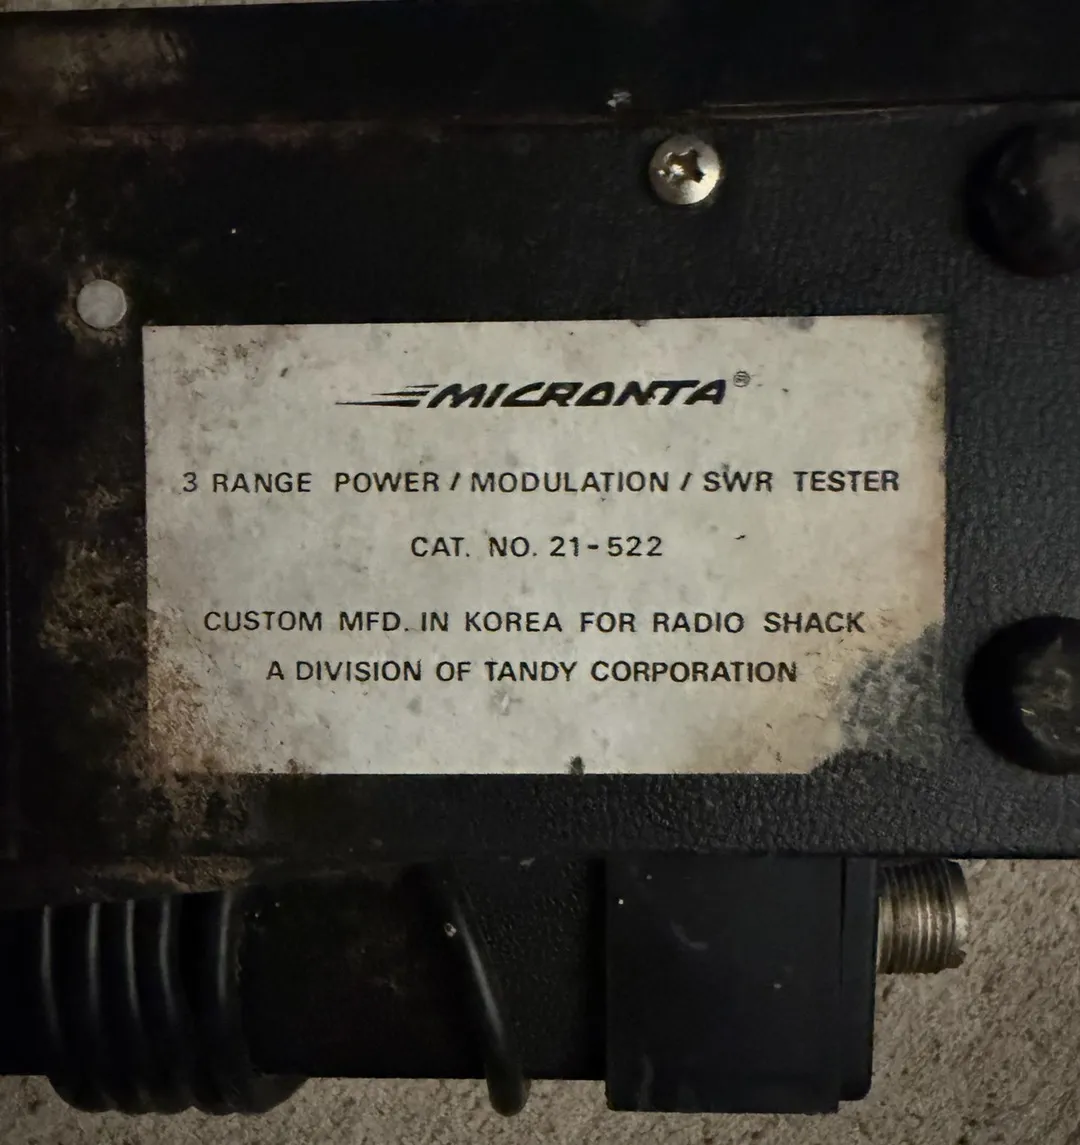 MICRONTA®
3 RANGE POWER / MODULATION / SWR TESTER
CAT. NO. 21-522
CUSTOM MFD. IN KOREA FOR RADIO SHACK
A DIVISION OF TANDY CORPORATION